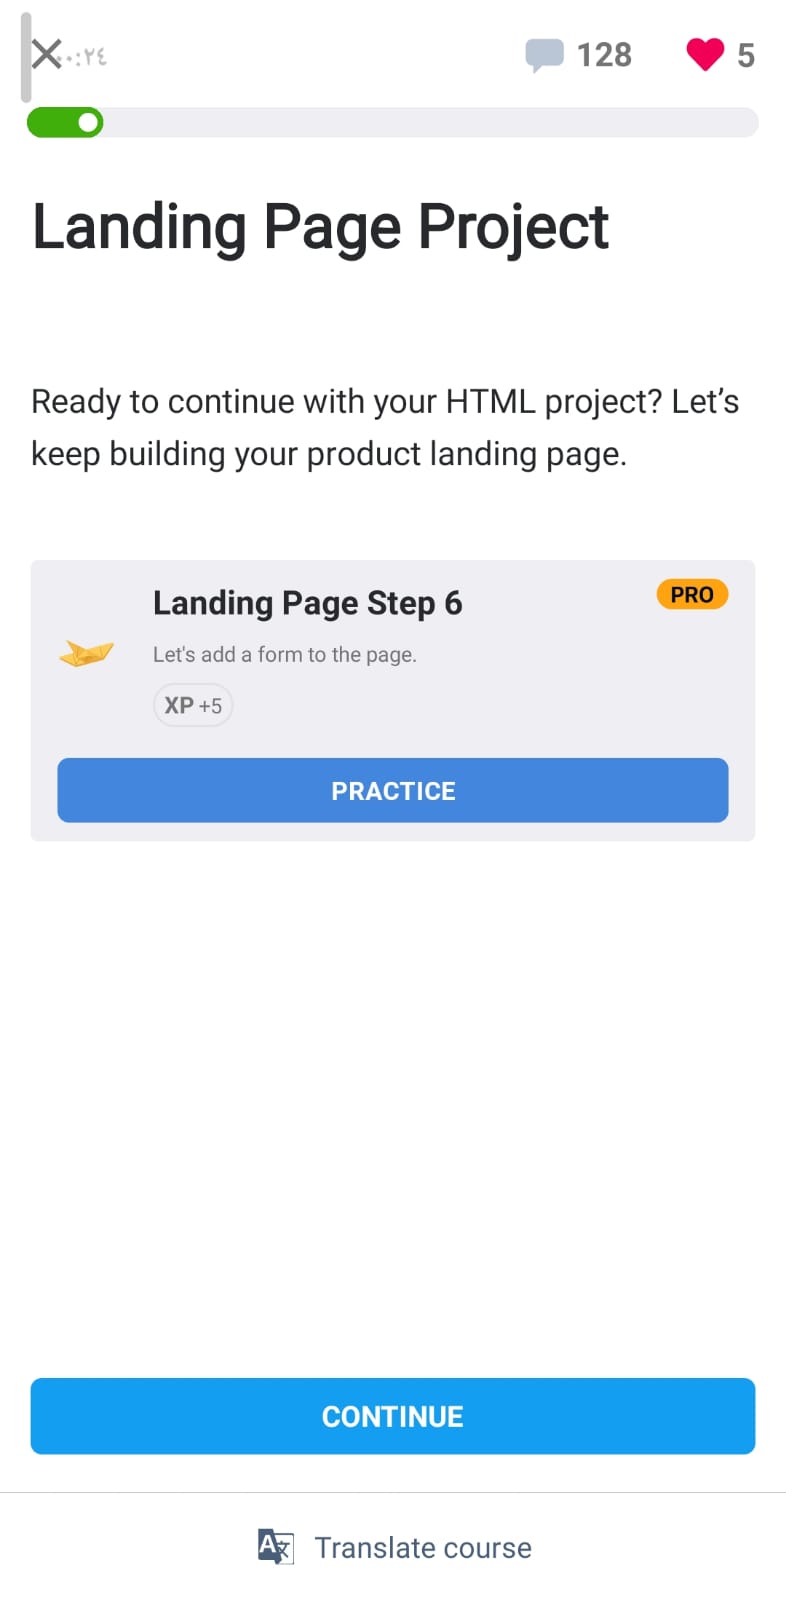 ٠٠:٢٤
128
5
Landing Page Project
Ready to continue with your HTML project? Let’s
keep building your product landing page.
Landing Page Step 6
PRO
Let's add a form to the page.
XP +5
PRACTICE
CONTINUE
Translate course